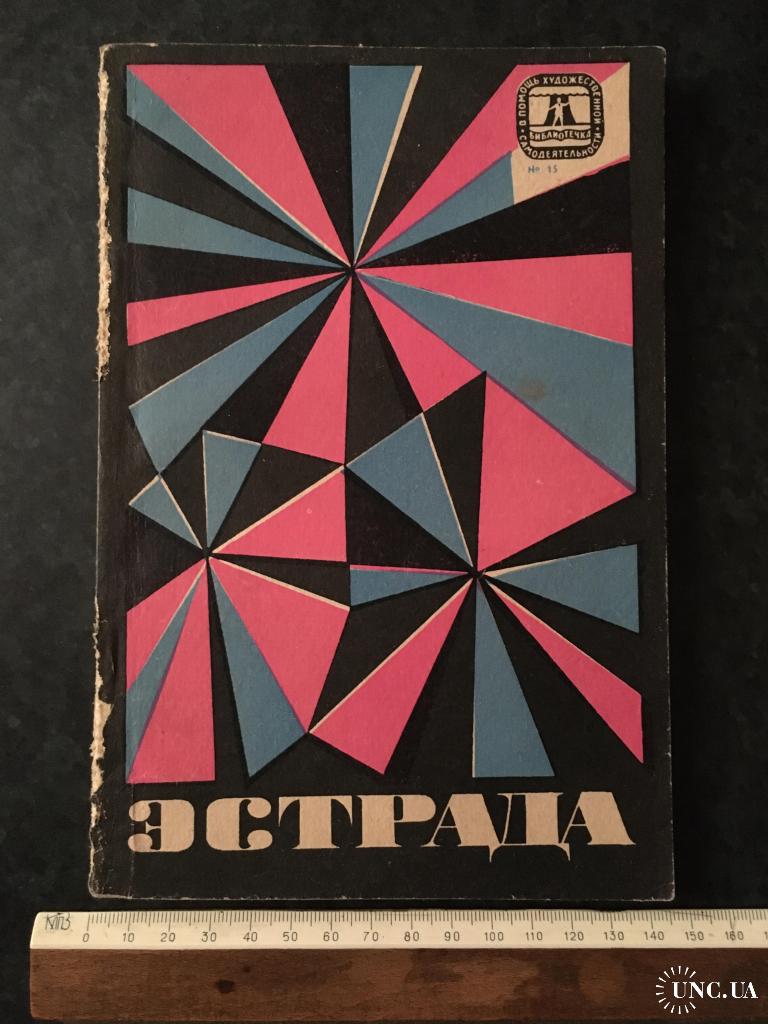 В ПОМОЩЬ ХУДОЖЕСТВЕННОЙ
САМОДЕЯТЕЛЬНОСТИ
БИБЛИОТЕЧКА
№ 15
ЭСТРАДА
0 10 20 30 40 50 60 70 80 90 100 110 120 130 140 150 160
UNC.UA